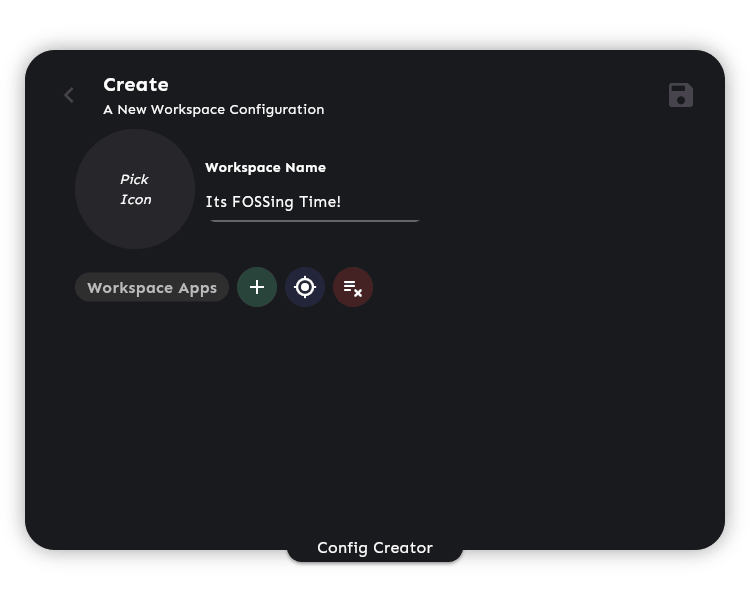 Create
A New Workspace Configuration
Pick
Icon
Workspace Name
Its FOSSing Time!
Workspace Apps
Config Creator